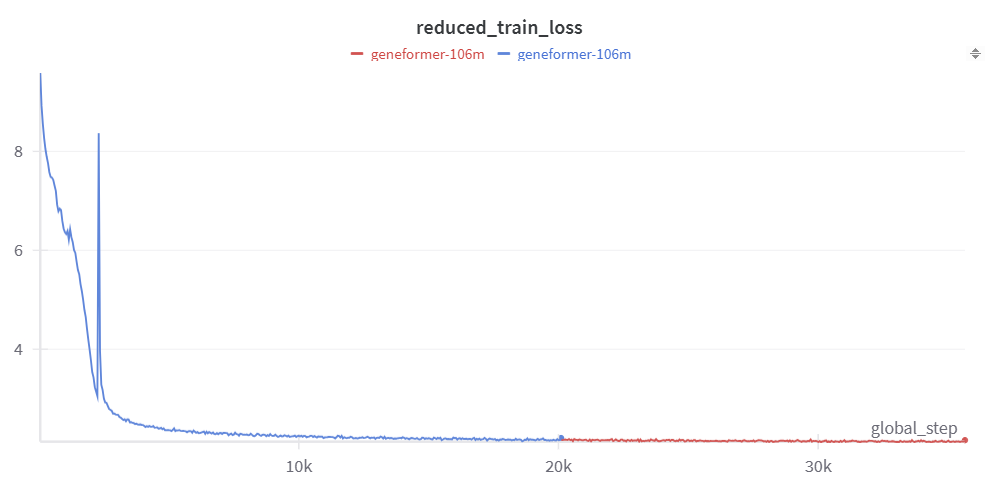 reduced_train_loss
geneformer-106m geneformer-106m
8
6
4
global_step
10k 20k 30k